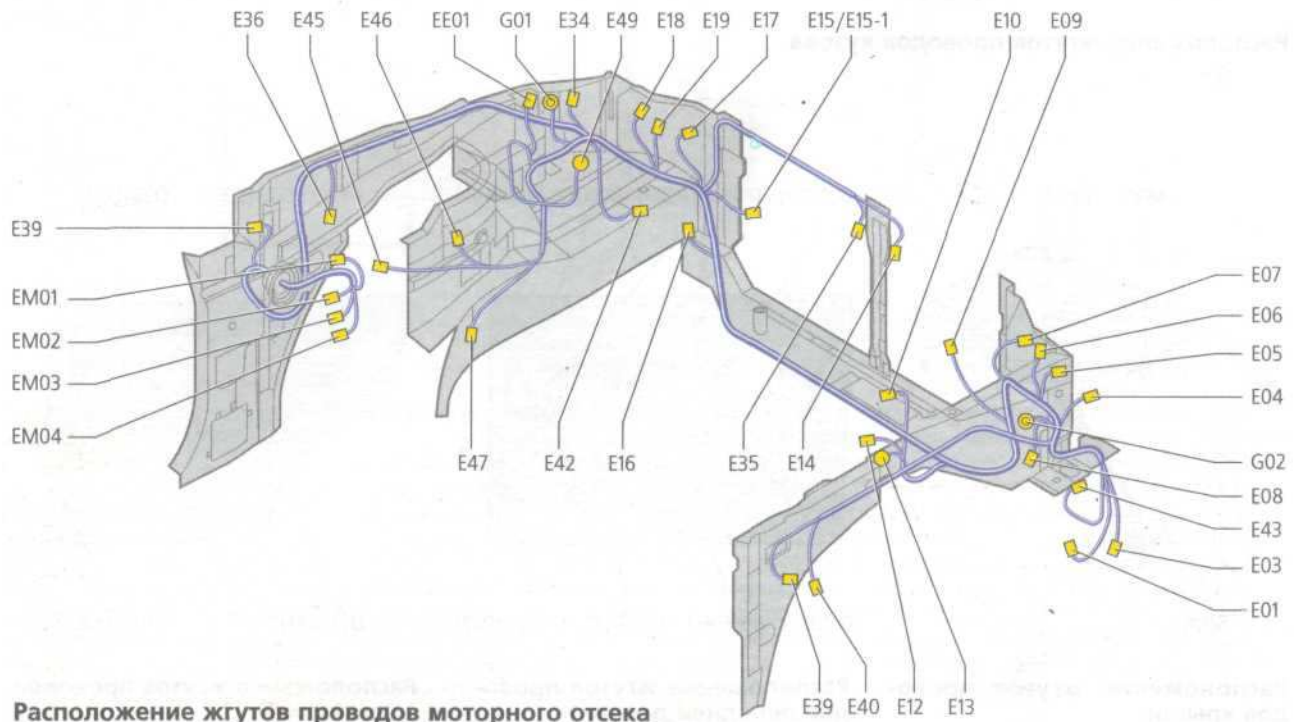 E36 E45 E46 EE01 G01 E34 E49 E18 E19 E17 E15/E15-1 E10 E09
E39
EM01
EM02
EM03
EM04
E07
E06
E05
E04
G02
E08
E43
E03
E01
E47 E42 E16 E35 E14
E39 E40 E12 E13
Расположение жгутов проводов моторного отсека